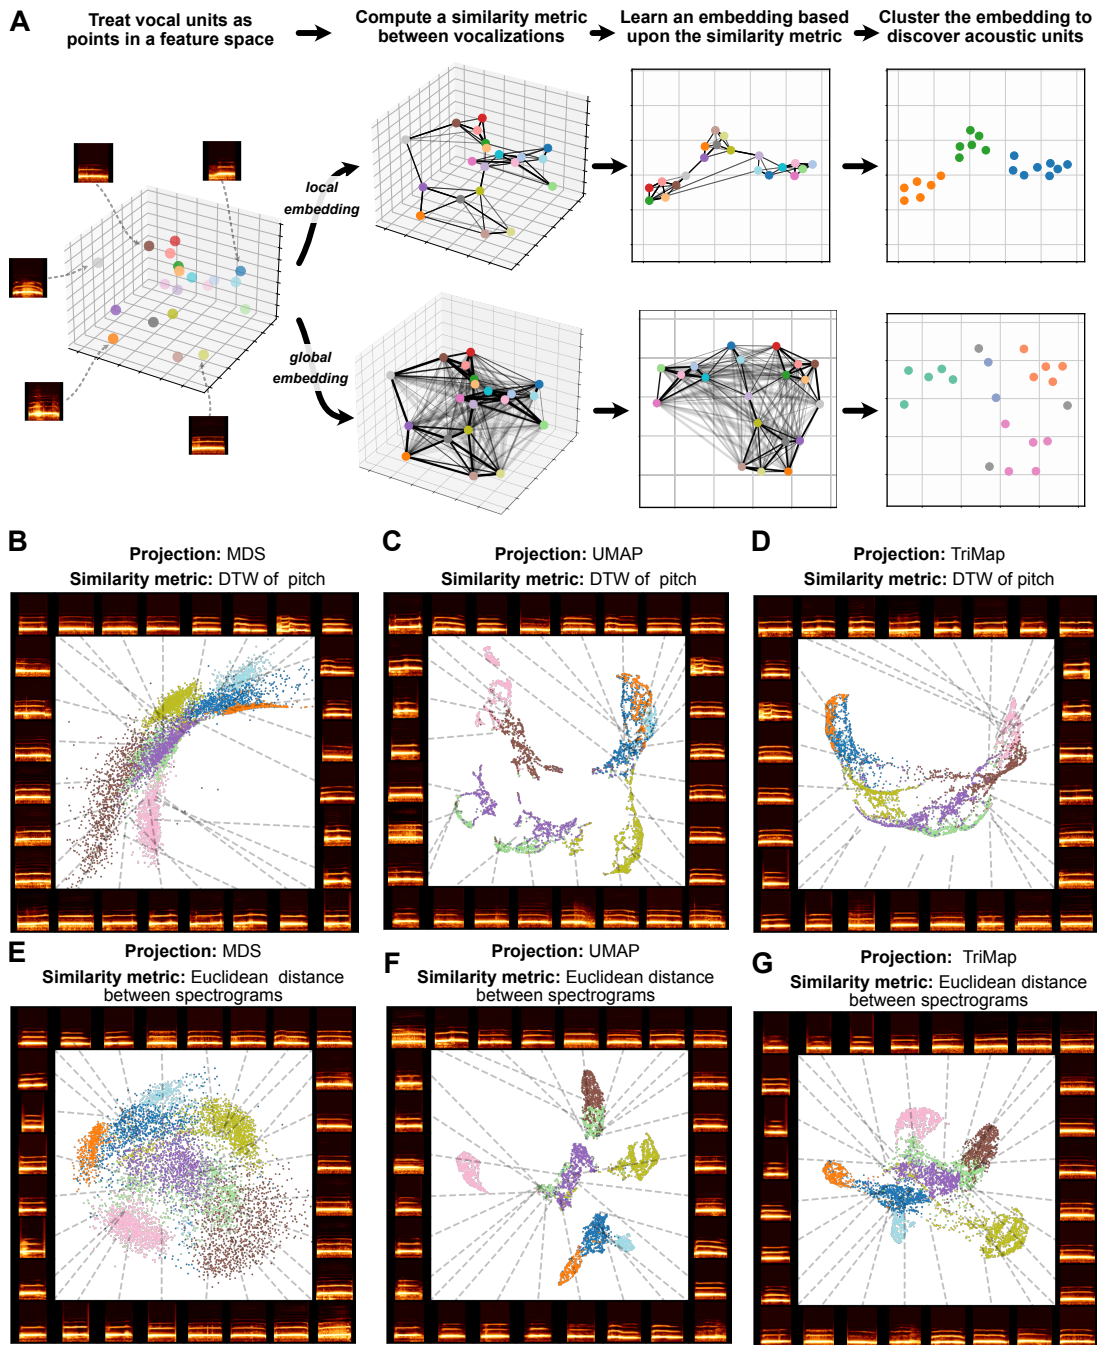 A
Treat vocal units as
points in a feature space
Compute a similarity metric
between vocalizations
Learn an embedding based
upon the similarity metric
Cluster the embedding to
discover acoustic units
local
embedding
global
embedding
B
Projection: MDS
Similarity metric: DTW of pitch
C
Projection: UMAP
Similarity metric: DTW of pitch
D
Projection: TriMap
Similarity metric: DTW of pitch
E
Projection: MDS
Similarity metric: Euclidean distance
between spectrograms
F
Projection: UMAP
Similarity metric: Euclidean distance
between spectrograms
G
Projection: TriMap
Similarity metric: Euclidean distance
between spectrograms